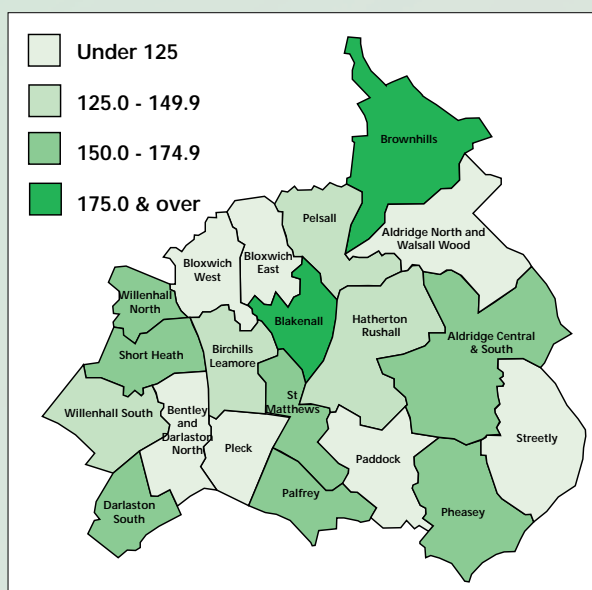 Under 125
125.0 - 149.9
150.0 - 174.9
175.0 & over
Brownhills
Pelsall
Aldridge North and
Walsall Wood
Bloxwich
West
Bloxwich
East
Willenhall
North
Blakenall
Hatherton
Rushall
Aldridge Central
& South
Short Heath
Birchills
Leamore
St
Matthews
Willenhall South
Bentley
and
Darlaston
North
Pleck
Paddock
Streetly
Darlaston
South
Palfrey
Pheasey